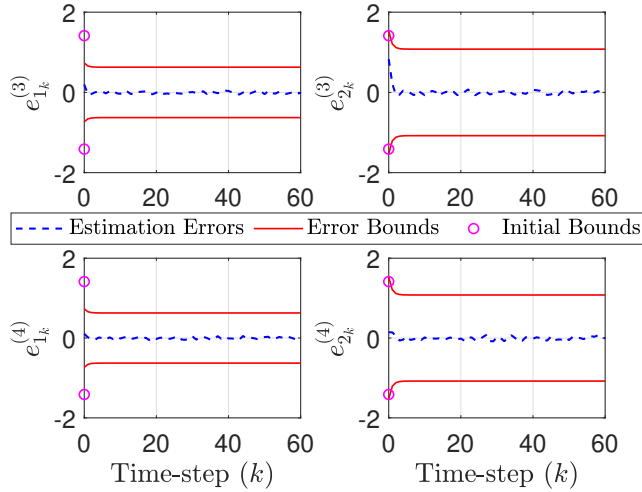 2
2
e_{1_k}^{(3)}
0
e_{2_k}^{(3)}
0
-2
-2
0 20 40 60
0 20 40 60
Estimation Errors Error Bounds Initial Bounds
2
2
e_{1_k}^{(4)}
0
e_{2_k}^{(4)}
0
-2
-2
0 20 40 60
0 20 40 60
Time-step (k)
Time-step (k)